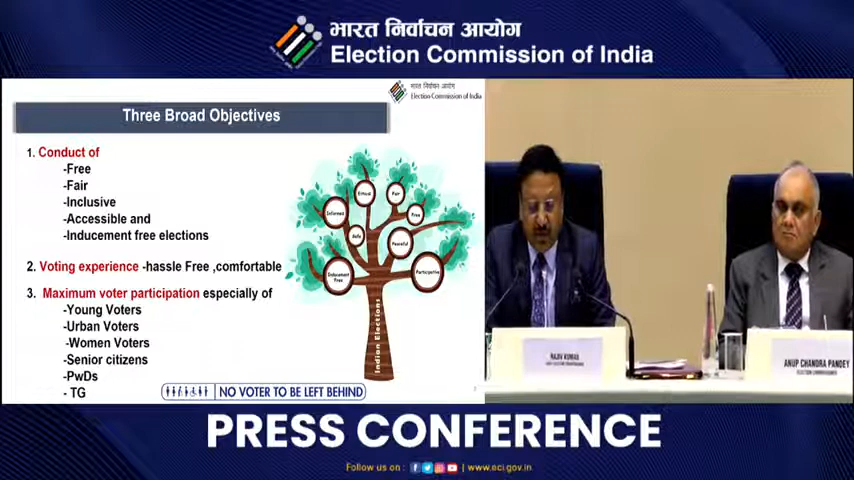 भारत निर्वाचन आयोग
Election Commission of India
भारत निर्वाचन आयोग
Election Commission of India
Three Broad Objectives
1. Conduct of
-Free
-Fair
-Inclusive
-Accessible and
-Inducement free elections
2. Voting experience -hassle Free ,comfortable
3. Maximum voter participation especially of
-Young Voters
-Urban Voters
-Women Voters
-Senior citizens
-PwDs
- TG
Ethical
Fair
Informed
Free
Safe
Peaceful
Inducement
Free
Participative
Indian Elections
NO VOTER TO BE LEFT BEHIND
RAJIV KUMAR
ANUP CHANDRA PANDEY
ELECTION COMMISSIONER
PRESS CONFERENCE
Follow us on : | www.eci.gov.in